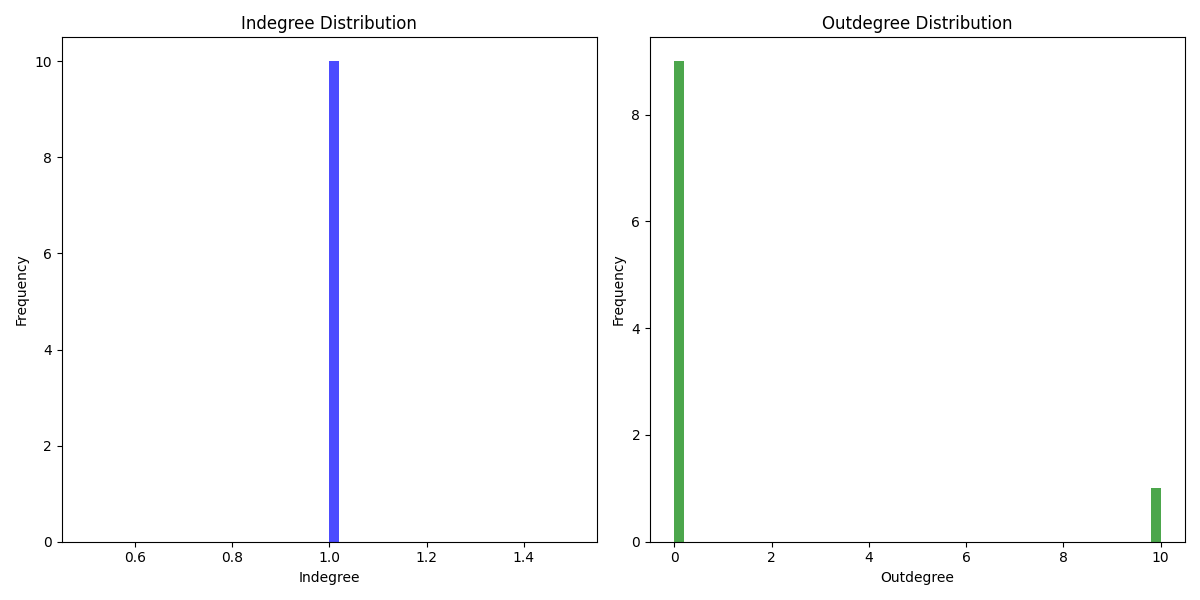 Indegree Distribution
10
8
6
4
2
0
Frequency
0.6 0.8 1.0 1.2 1.4
Indegree
Outdegree Distribution
8
6
4
2
0
Frequency
0 2 4 6 8 10
Outdegree